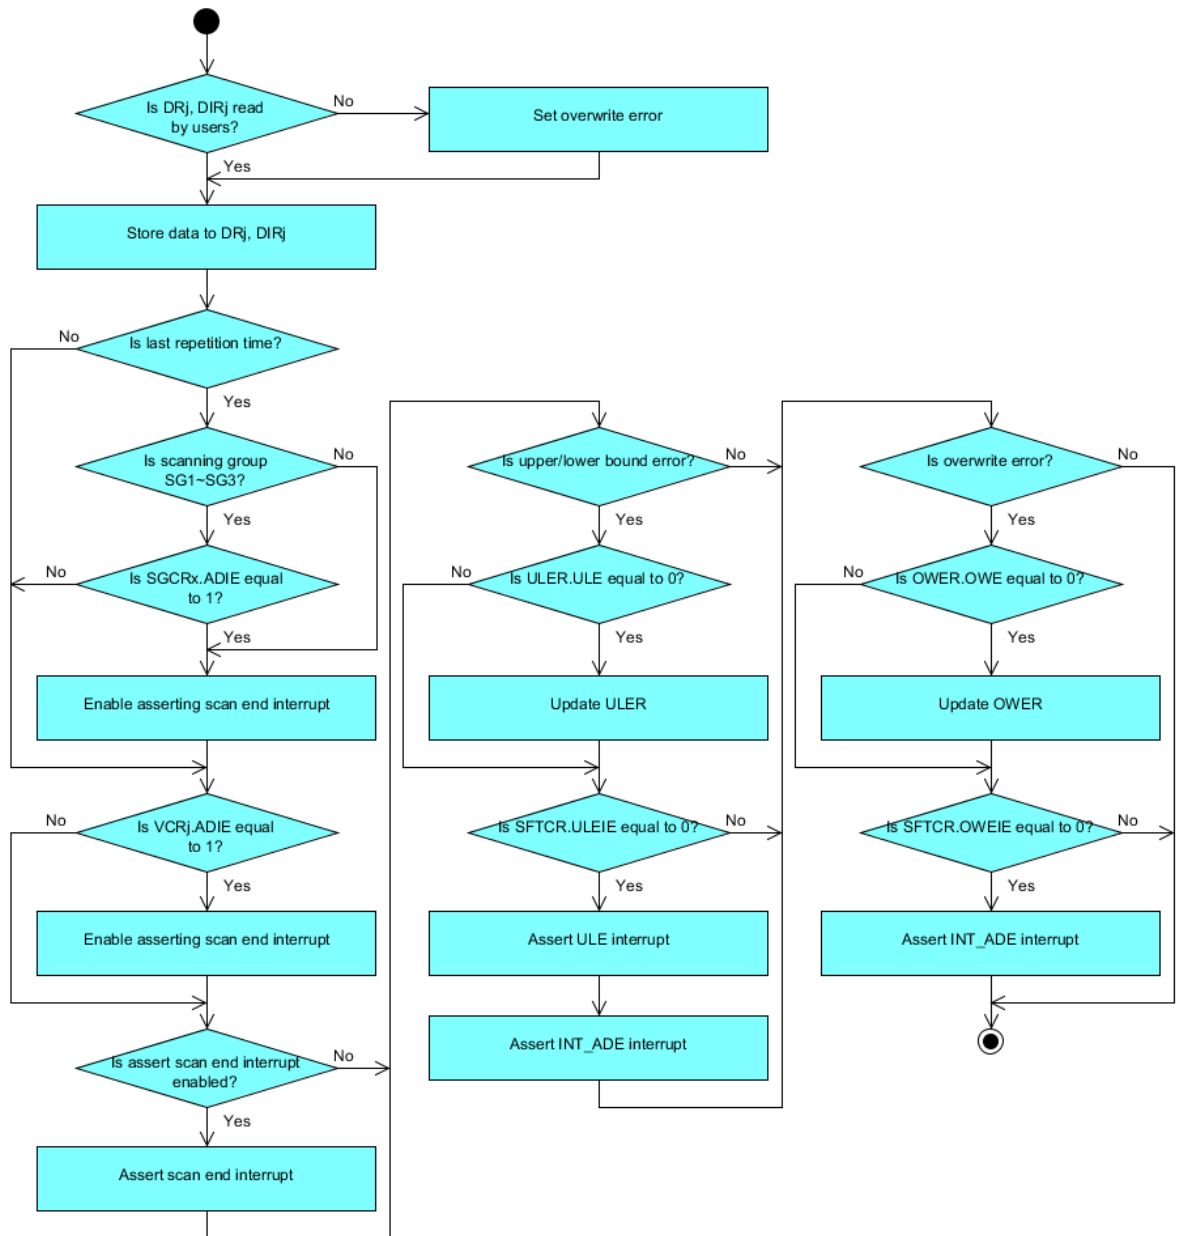 Is DRj, DIRj read
by users?
No
Set overwrite error
Yes
Store data to DRj, DIRj
Is last repetition time?
No
Yes
Is scanning group
SG1~SG3?
No
Yes
Is SGCRx.ADIE equal
to 1?
No
Yes
Enable asserting scan end interrupt
Is VCRj.ADIE equal
to 1?
No
Yes
Enable asserting scan end interrupt
Is assert scan end interrupt
enabled?
No
Yes
Assert scan end interrupt
Is upper/lower bound error?
No
Yes
Is ULER.ULE equal to 0?
No
Yes
Update ULER
Is SFTCR.ULEIE equal to 0?
No
Yes
Assert ULE interrupt
Assert INT_ADE interrupt
Is overwrite error?
No
Yes
Is OWER.OWE equal to 0?
No
Yes
Update OWER
Is SFTCR.OWEIE equal to 0?
No
Yes
Assert INT_ADE interrupt